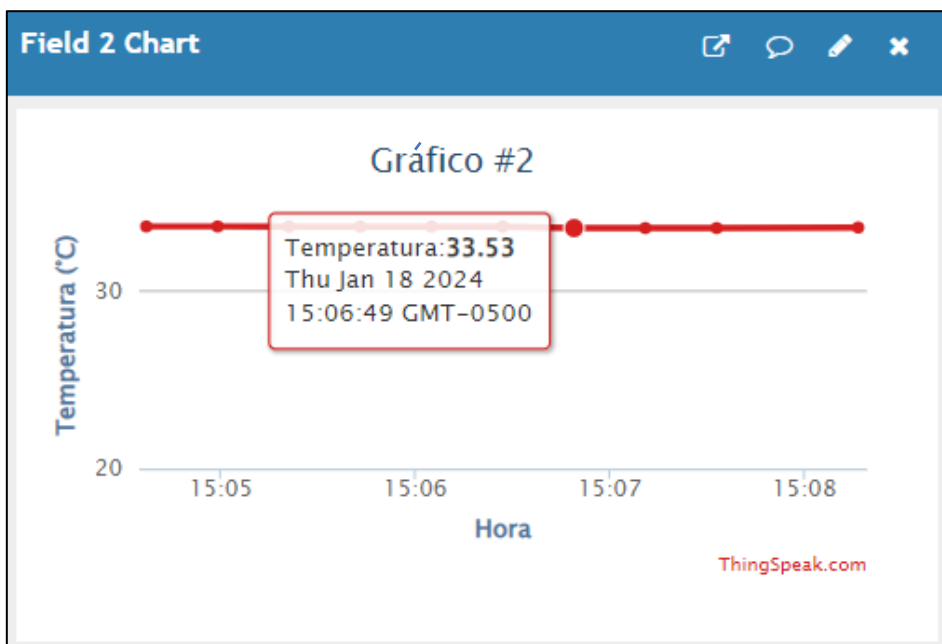 Field 2 Chart
Gráfico #2
Temperatura:33.53
Thu Jan 18 2024
15:06:49 GMT-0500
Temperatura (°C)
30
20
15:05 15:06 15:07 15:08
Hora
ThingSpeak.com